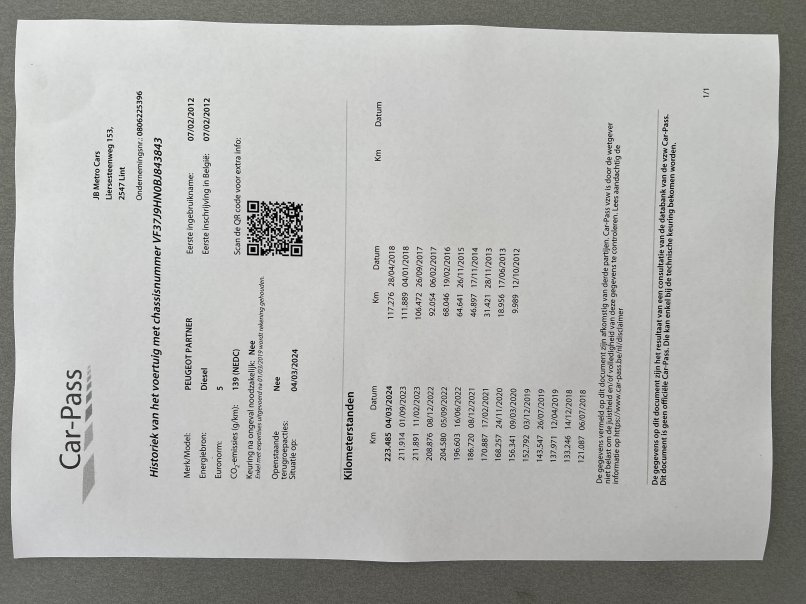 Car-Pass
JB Metro Cars
Liersesteenweg 153,
2547 Lint
Ondernemingsnr.: 0806225396
Historiek van het voertuig met chassisnummer VF37J9HN0BJ843843
Merk/Model: PEUGEOT PARTNER
Energiebron: Diesel
Euronorm: 5
CO2-emissies (g/km): 139 (NEDC)
Keuring na ongeval noodzakelijk: Nee
Enkel met expertises uitgevoerd na 01/03/2019 wordt rekening gehouden.
Openstaande
terugroepacties: Nee
Situatie op: 04/03/2024
Eerste ingebruikname: 07/02/2012
Eerste inschrijving in België: 07/02/2012
Scan de QR code voor extra info:
Kilometerstanden
Km Datum
223.485 04/03/2024
211.914 01/09/2023
211.891 11/02/2023
208.876 08/12/2022
204.580 05/09/2022
196.603 16/06/2022
186.720 08/12/2021
170.887 17/02/2021
168.257 24/11/2020
156.341 09/03/2020
152.792 03/12/2019
143.547 26/07/2019
137.971 12/04/2019
133.246 14/12/2018
121.087 06/07/2018
Km Datum
117.276 28/04/2018
111.889 04/01/2018
106.472 26/09/2017
92.054 06/02/2017
68.046 19/02/2016
64.641 26/11/2015
46.897 17/11/2014
31.421 28/11/2013
18.956 17/06/2013
9.989 12/10/2012
Km Datum
De gegevens vermeld op dit document zijn afkomstig van derde partijen. Car-Pass vzw is door de wetgever
niet belast om de juistheid en/of volledigheid van deze gegevens te controleren. Lees aandachtig de
informatie op https://www.car-pass.be/nl/disclaimer
De gegevens op dit document zijn het resultaat van een consultatie van de databank van de vzw Car-Pass.
Dit document is geen officiële Car-Pass. Die kan enkel bij de technische keuring bekomen worden.
1/1